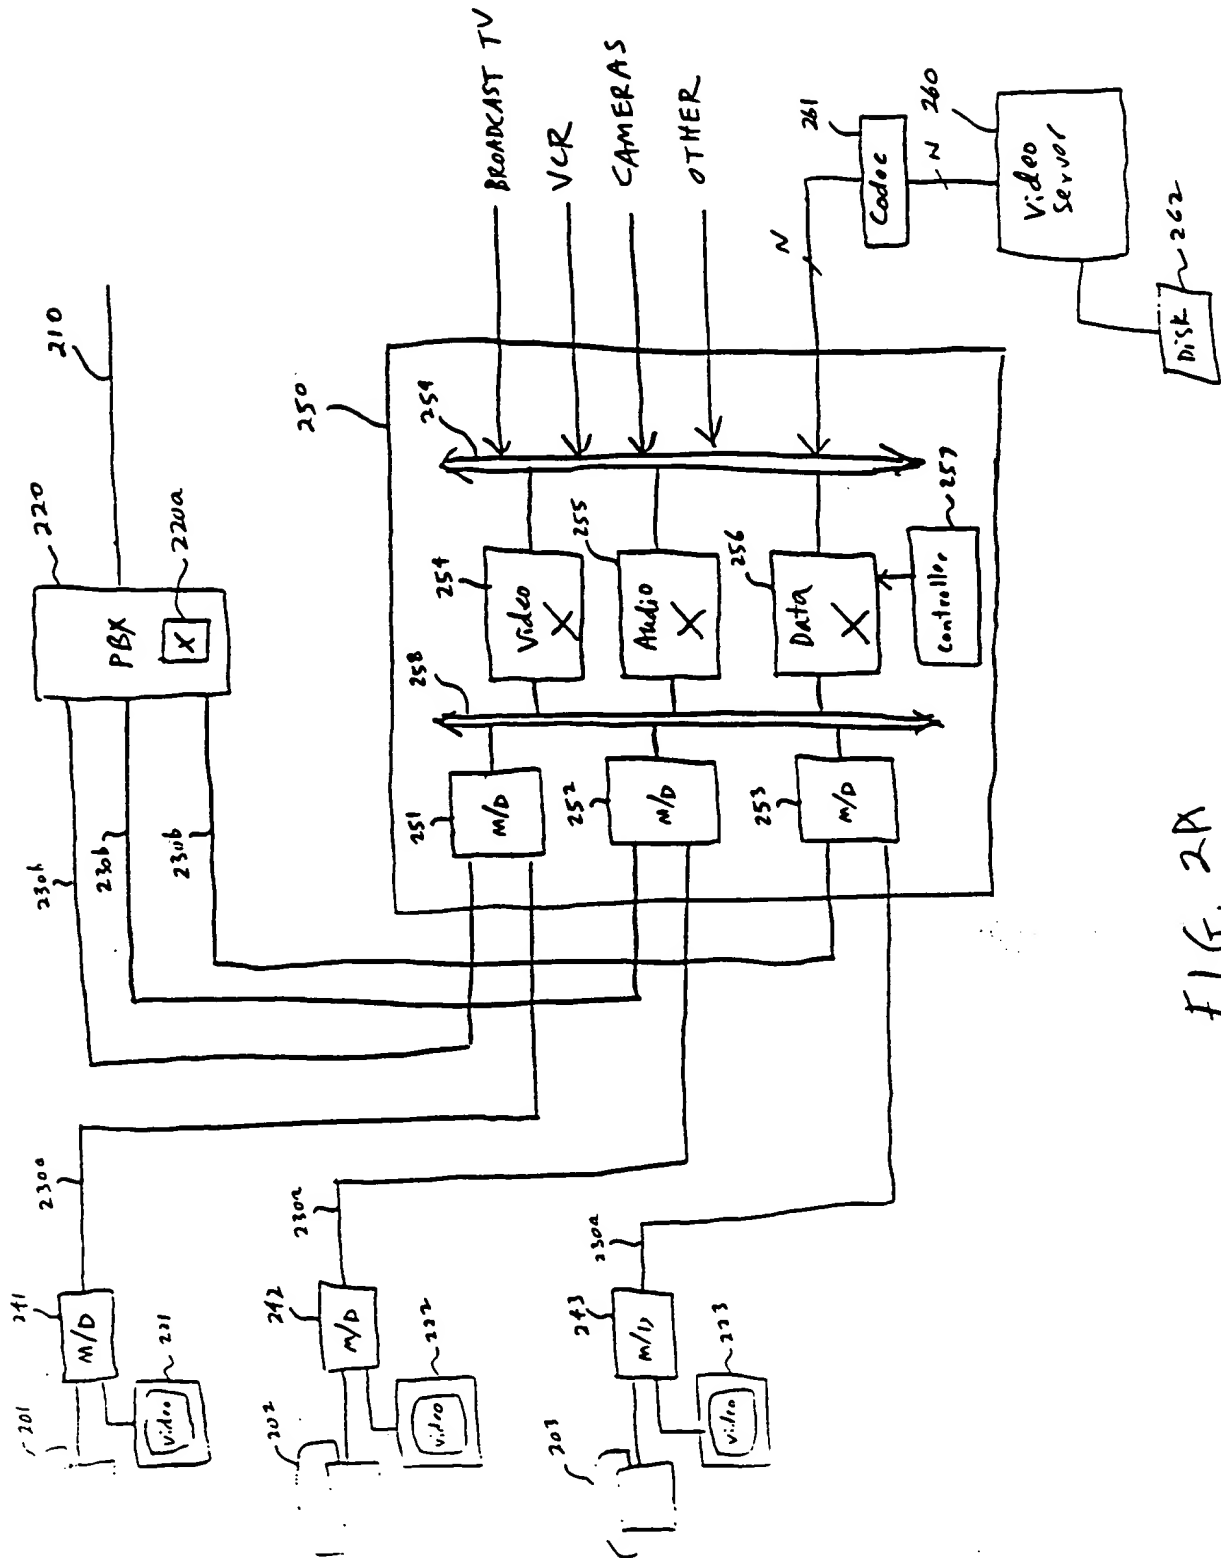 210
220
PBX
X
220a
230b
230b
230b
250
BROADCAST TV
VCR
CAMERAS
OTHER
259
254
Video
X
255
Audio
X
256
Data
X
257
Controller
258
251
M/D
252
M/D
253
M/D
N
261
Codec
N
260
Video
Server
Disk
262
230a
230a
230a
241
M/D
242
M/D
243
M/D
201
221
Video
202
222
Video
203
223
Video
FIG. 2A